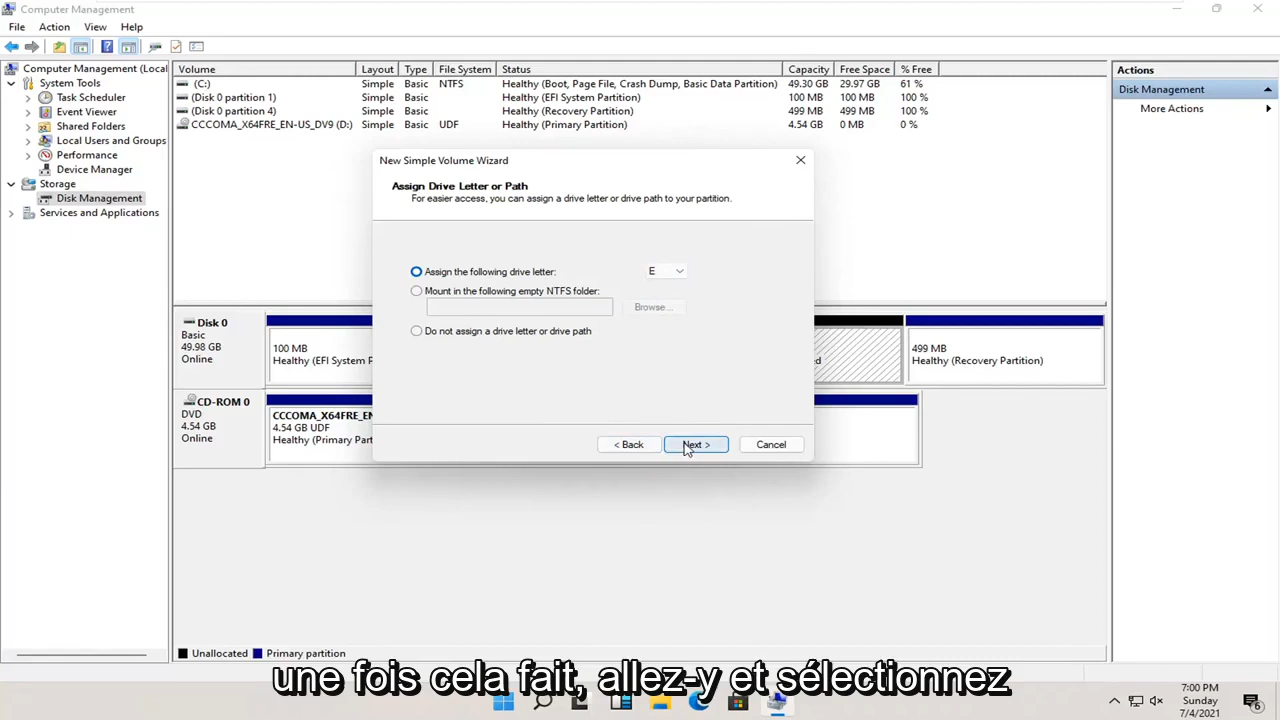 Computer Management
File Action View Help
Computer Management (Local
System Tools
Task Scheduler
Event Viewer
Shared Folders
Local Users and Groups
Performance
Device Manager
Storage
Disk Management
Services and Applications
Volume Layout Type File System Status Capacity Free Space % Free
(C:) Simple Basic NTFS Healthy (Boot, Page File, Crash Dump, Basic Data Partition) 49.30 GB 29.97 GB 61 %
(Disk 0 partition 1) Simple Basic Healthy (EFI System Partition) 100 MB 100 MB 100 %
(Disk 0 partition 4) Simple Basic Healthy (Recovery Partition) 499 MB 499 MB 100 %
CCCOMA_X64FRE_EN-US_DV9 (D:) Simple Basic UDF Healthy (Primary Partition) 4.54 GB 0 MB 0 %
Actions
Disk Management
More Actions
New Simple Volume Wizard
Assign Drive Letter or Path
For easier access, you can assign a drive letter or drive path to your partition.
Assign the following drive letter: E
Mount in the following empty NTFS folder:
Browse...
Do not assign a drive letter or drive path
< Back Next > Cancel
Disk 0
Basic
49.98 GB
Online
100 MB
Healthy (EFI System P
499 MB
Healthy (Recovery Partition)
CD-ROM 0
DVD
4.54 GB
Online
CCCOMA_X64FRE_EN
4.54 GB UDF
Healthy (Primary Part
Unallocated Primary partition
une fois cela fait, allez-y et sélectionnez
7:00 PM
Sunday
7/4/2021
6